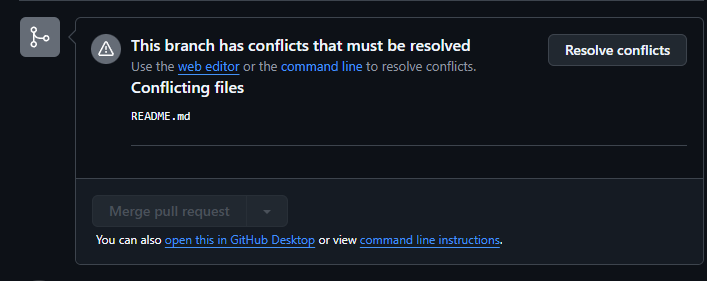 This branch has conflicts that must be resolved
Resolve conflicts
Use the web editor or the command line to resolve conflicts.
Conflicting files
README.md
Merge pull request
You can also open this in GitHub Desktop or view command line instructions.